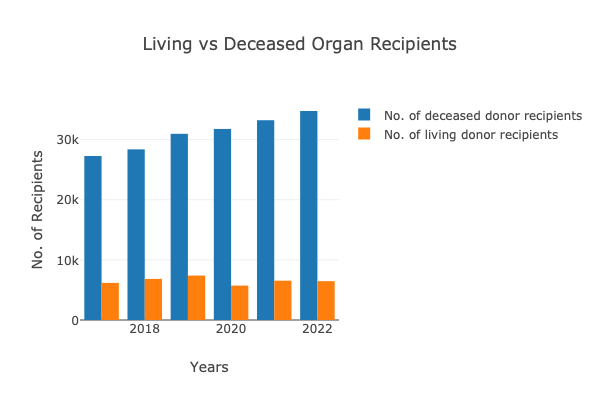 Living vs Deceased Organ Recipients
No. of deceased donor recipients
No. of living donor recipients
30k
20k
10k
0
No. of Recipients
2018
2020
2022
Years